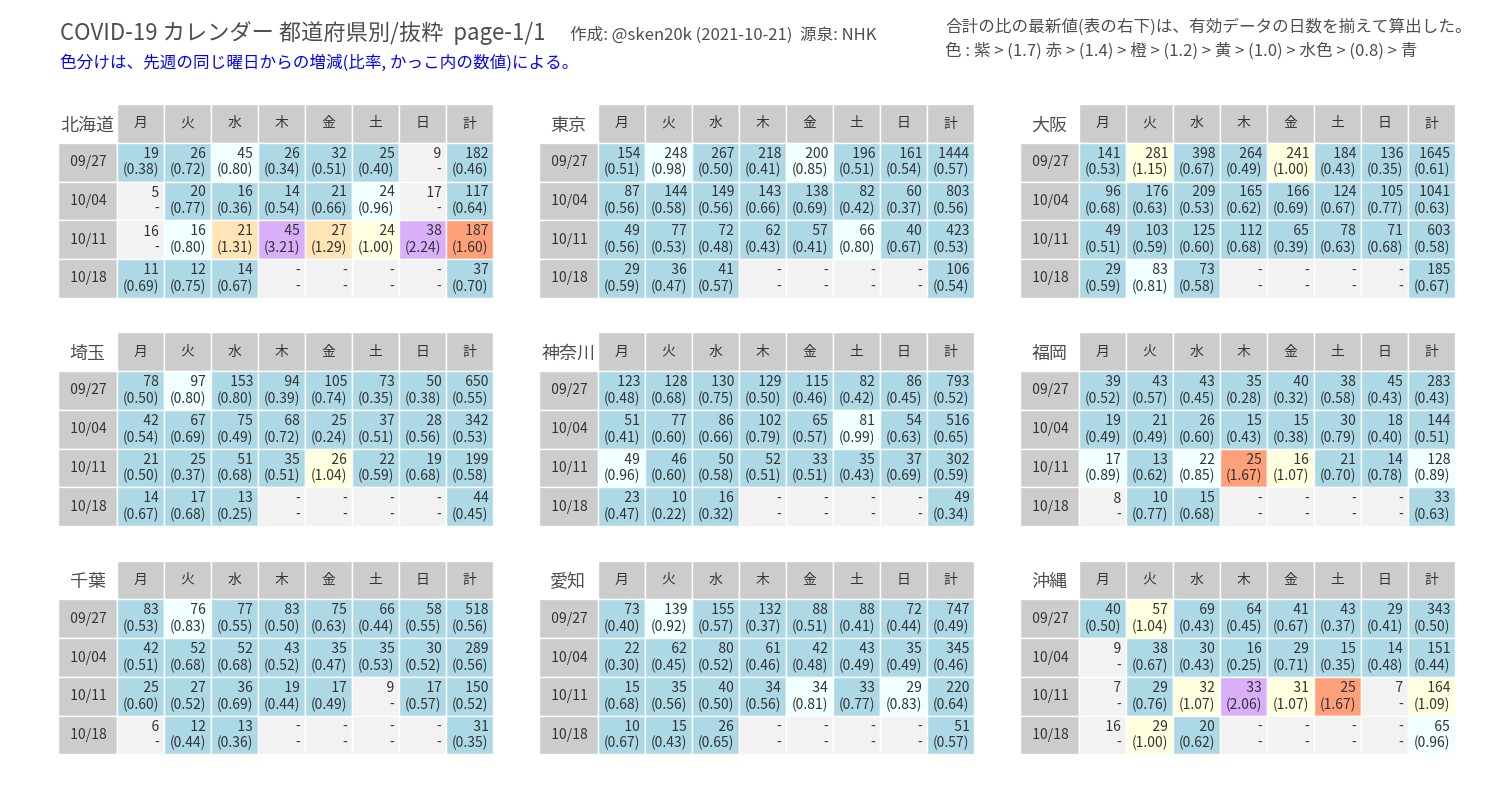 COVID-19 カレンダー 都道府県別/抜粋 page-1/1 作成: @sken20k (2021-10-21) 源泉: NHK
合計の比の最新値(表の右下)は、有効データの日数を揃えて算出した。
色分けは、先週の同じ曜日からの増減(比率, かっこ内の数値)による。
色 : 紫 > (1.7) 赤 > (1.4) 橙 > (1.2) 黄 > (1.0) > 水色 > (0.8) > 青
北海道 月 火 水 木 金 土 日 計
09/27 19 26 45 26 32 25 9 182
(0.38) (0.72) (0.80) (0.34) (0.51) (0.40) - (0.46)
10/04 5 20 16 14 21 24 17 117
- (0.77) (0.36) (0.54) (0.66) (0.96) - (0.64)
10/11 16 16 21 45 27 24 38 187
- (0.80) (1.31) (3.21) (1.29) (1.00) (2.24) (1.60)
10/18 11 12 14 - - - - 37
(0.69) (0.75) (0.67) - - - - (0.70)
東京 月 火 水 木 金 土 日 計
09/27 154 248 267 218 200 196 161 1444
(0.51) (0.98) (0.50) (0.41) (0.85) (0.51) (0.54) (0.57)
10/04 87 144 149 143 138 82 60 803
(0.56) (0.58) (0.56) (0.66) (0.69) (0.42) (0.37) (0.56)
10/11 49 77 72 62 57 66 40 423
(0.56) (0.53) (0.48) (0.43) (0.41) (0.80) (0.67) (0.53)
10/18 29 36 41 - - - - 106
(0.59) (0.47) (0.57) - - - - (0.54)
大阪 月 火 水 木 金 土 日 計
09/27 141 281 398 264 241 184 136 1645
(0.53) (1.15) (0.67) (0.49) (1.00) (0.43) (0.35) (0.61)
10/04 96 176 209 165 166 124 105 1041
(0.68) (0.63) (0.53) (0.62) (0.69) (0.67) (0.77) (0.63)
10/11 49 103 125 112 65 78 71 603
(0.51) (0.59) (0.60) (0.68) (0.39) (0.63) (0.68) (0.58)
10/18 29 83 73 - - - - 185
(0.59) (0.81) (0.58) - - - - (0.67)
埼玉 月 火 水 木 金 土 日 計
09/27 78 97 153 94 105 73 50 650
(0.50) (0.80) (0.80) (0.39) (0.74) (0.35) (0.38) (0.55)
10/04 42 67 75 68 25 37 28 342
(0.54) (0.69) (0.49) (0.72) (0.24) (0.51) (0.56) (0.53)
10/11 21 25 51 35 26 22 19 199
(0.50) (0.37) (0.68) (0.51) (1.04) (0.59) (0.68) (0.58)
10/18 14 17 13 - - - - 44
(0.67) (0.68) (0.25) - - - - (0.45)
神奈川 月 火 水 木 金 土 日 計
09/27 123 128 130 129 115 82 86 793
(0.48) (0.68) (0.75) (0.50) (0.46) (0.42) (0.45) (0.52)
10/04 51 77 86 102 65 81 54 516
(0.41) (0.60) (0.66) (0.79) (0.57) (0.99) (0.63) (0.65)
10/11 49 46 50 52 33 35 37 302
(0.96) (0.60) (0.58) (0.51) (0.51) (0.43) (0.69) (0.59)
10/18 23 10 16 - - - - 49
(0.47) (0.22) (0.32) - - - - (0.34)
福岡 月 火 水 木 金 土 日 計
09/27 39 43 43 35 40 38 45 283
(0.52) (0.57) (0.45) (0.28) (0.32) (0.58) (0.43) (0.43)
10/04 19 21 26 15 15 30 18 144
(0.49) (0.49) (0.60) (0.43) (0.38) (0.79) (0.40) (0.51)
10/11 17 13 22 25 16 21 14 128
(0.89) (0.62) (0.85) (1.67) (1.07) (0.70) (0.78) (0.89)
10/18 8 10 15 - - - - 33
- (0.77) (0.68) - - - - (0.63)
千葉 月 火 水 木 金 土 日 計
09/27 83 76 77 83 75 66 58 518
(0.53) (0.83) (0.55) (0.50) (0.63) (0.44) (0.55) (0.56)
10/04 42 52 52 43 35 35 30 289
(0.51) (0.68) (0.68) (0.52) (0.47) (0.53) (0.52) (0.56)
10/11 25 27 36 19 17 9 17 150
(0.60) (0.52) (0.69) (0.44) (0.49) - (0.57) (0.52)
10/18 6 12 13 - - - - 31
- (0.44) (0.36) - - - - (0.35)
愛知 月 火 水 木 金 土 日 計
09/27 73 139 155 132 88 88 72 747
(0.40) (0.92) (0.57) (0.37) (0.51) (0.41) (0.44) (0.49)
10/04 22 62 80 61 42 43 35 345
(0.30) (0.45) (0.52) (0.46) (0.48) (0.49) (0.49) (0.46)
10/11 15 35 40 34 34 33 29 220
(0.68) (0.56) (0.50) (0.56) (0.81) (0.77) (0.83) (0.64)
10/18 10 15 26 - - - - 51
(0.67) (0.43) (0.65) - - - - (0.57)
沖縄 月 火 水 木 金 土 日 計
09/27 40 57 69 64 41 43 29 343
(0.50) (1.04) (0.43) (0.45) (0.67) (0.37) (0.41) (0.50)
10/04 9 38 30 16 29 15 14 151
- (0.67) (0.43) (0.25) (0.71) (0.35) (0.48) (0.44)
10/11 7 29 32 33 31 25 7 164
- (0.76) (1.07) (2.06) (1.07) (1.67) - (1.09)
10/18 16 29 20 - - - - 65
- (1.00) (0.62) - - - - (0.96)